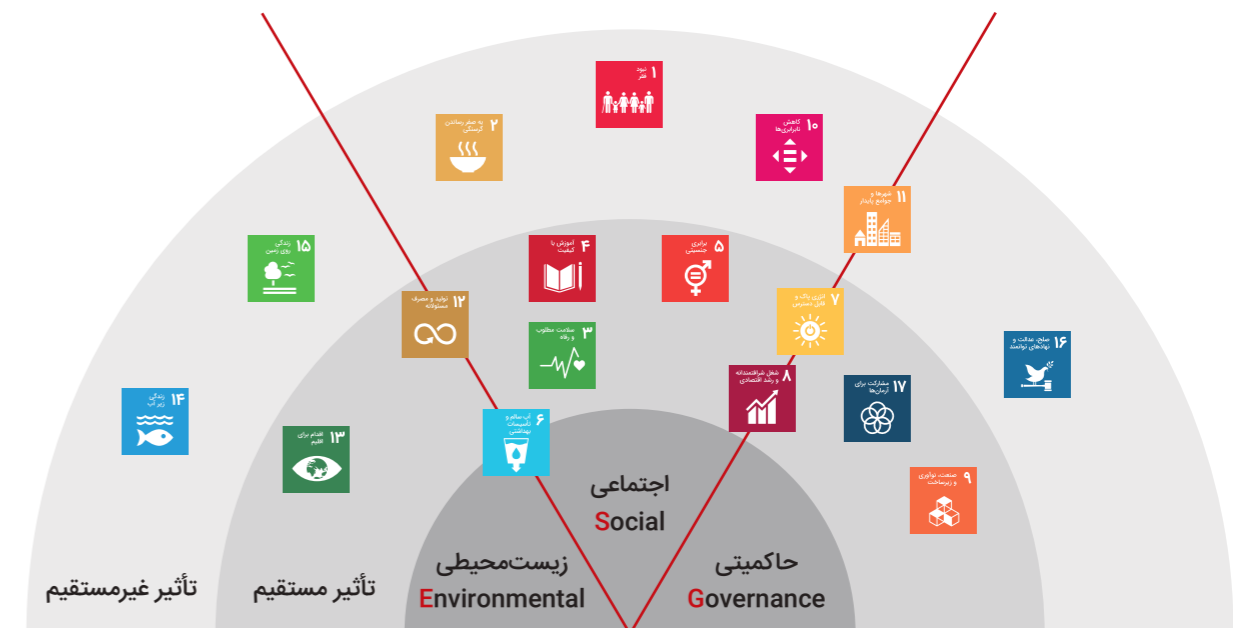 ۱ نبود
فقر
۲ به صفر رساندن
گرسنگی
۱۰ کاهش
نابرابری‌ها
۱۱ شهرها و
جوامع پایدار
۱۵ زندگی
روی زمین
۴ آموزش با
کیفیت
۵ برابری
جنسیتی
۱۲ تولید و مصرف
مسئولانه
۷ انرژی پاک و
قابل دسترس
۳ سلامت مطلوب
و رفاه
۱۶ صلح، عدالت و
نهادهای توانمند
۸ شغل شرافتمندانه
و رشد اقتصادی
۱۷ مشارکت برای
آرمان‌ها
۱۴ زندگی
زیر آب
۶ آب سالم و
تأسیسات
بهداشتی
۱۳ اقدام برای
اقلیم
۹ صنعت، نوآوری
و زیرساخت
اجتماعی
Social
زیست‌محیطی
Environmental
حاکمیتی
Governance
تأثیر مستقیم
تأثیر غیرمستقیم